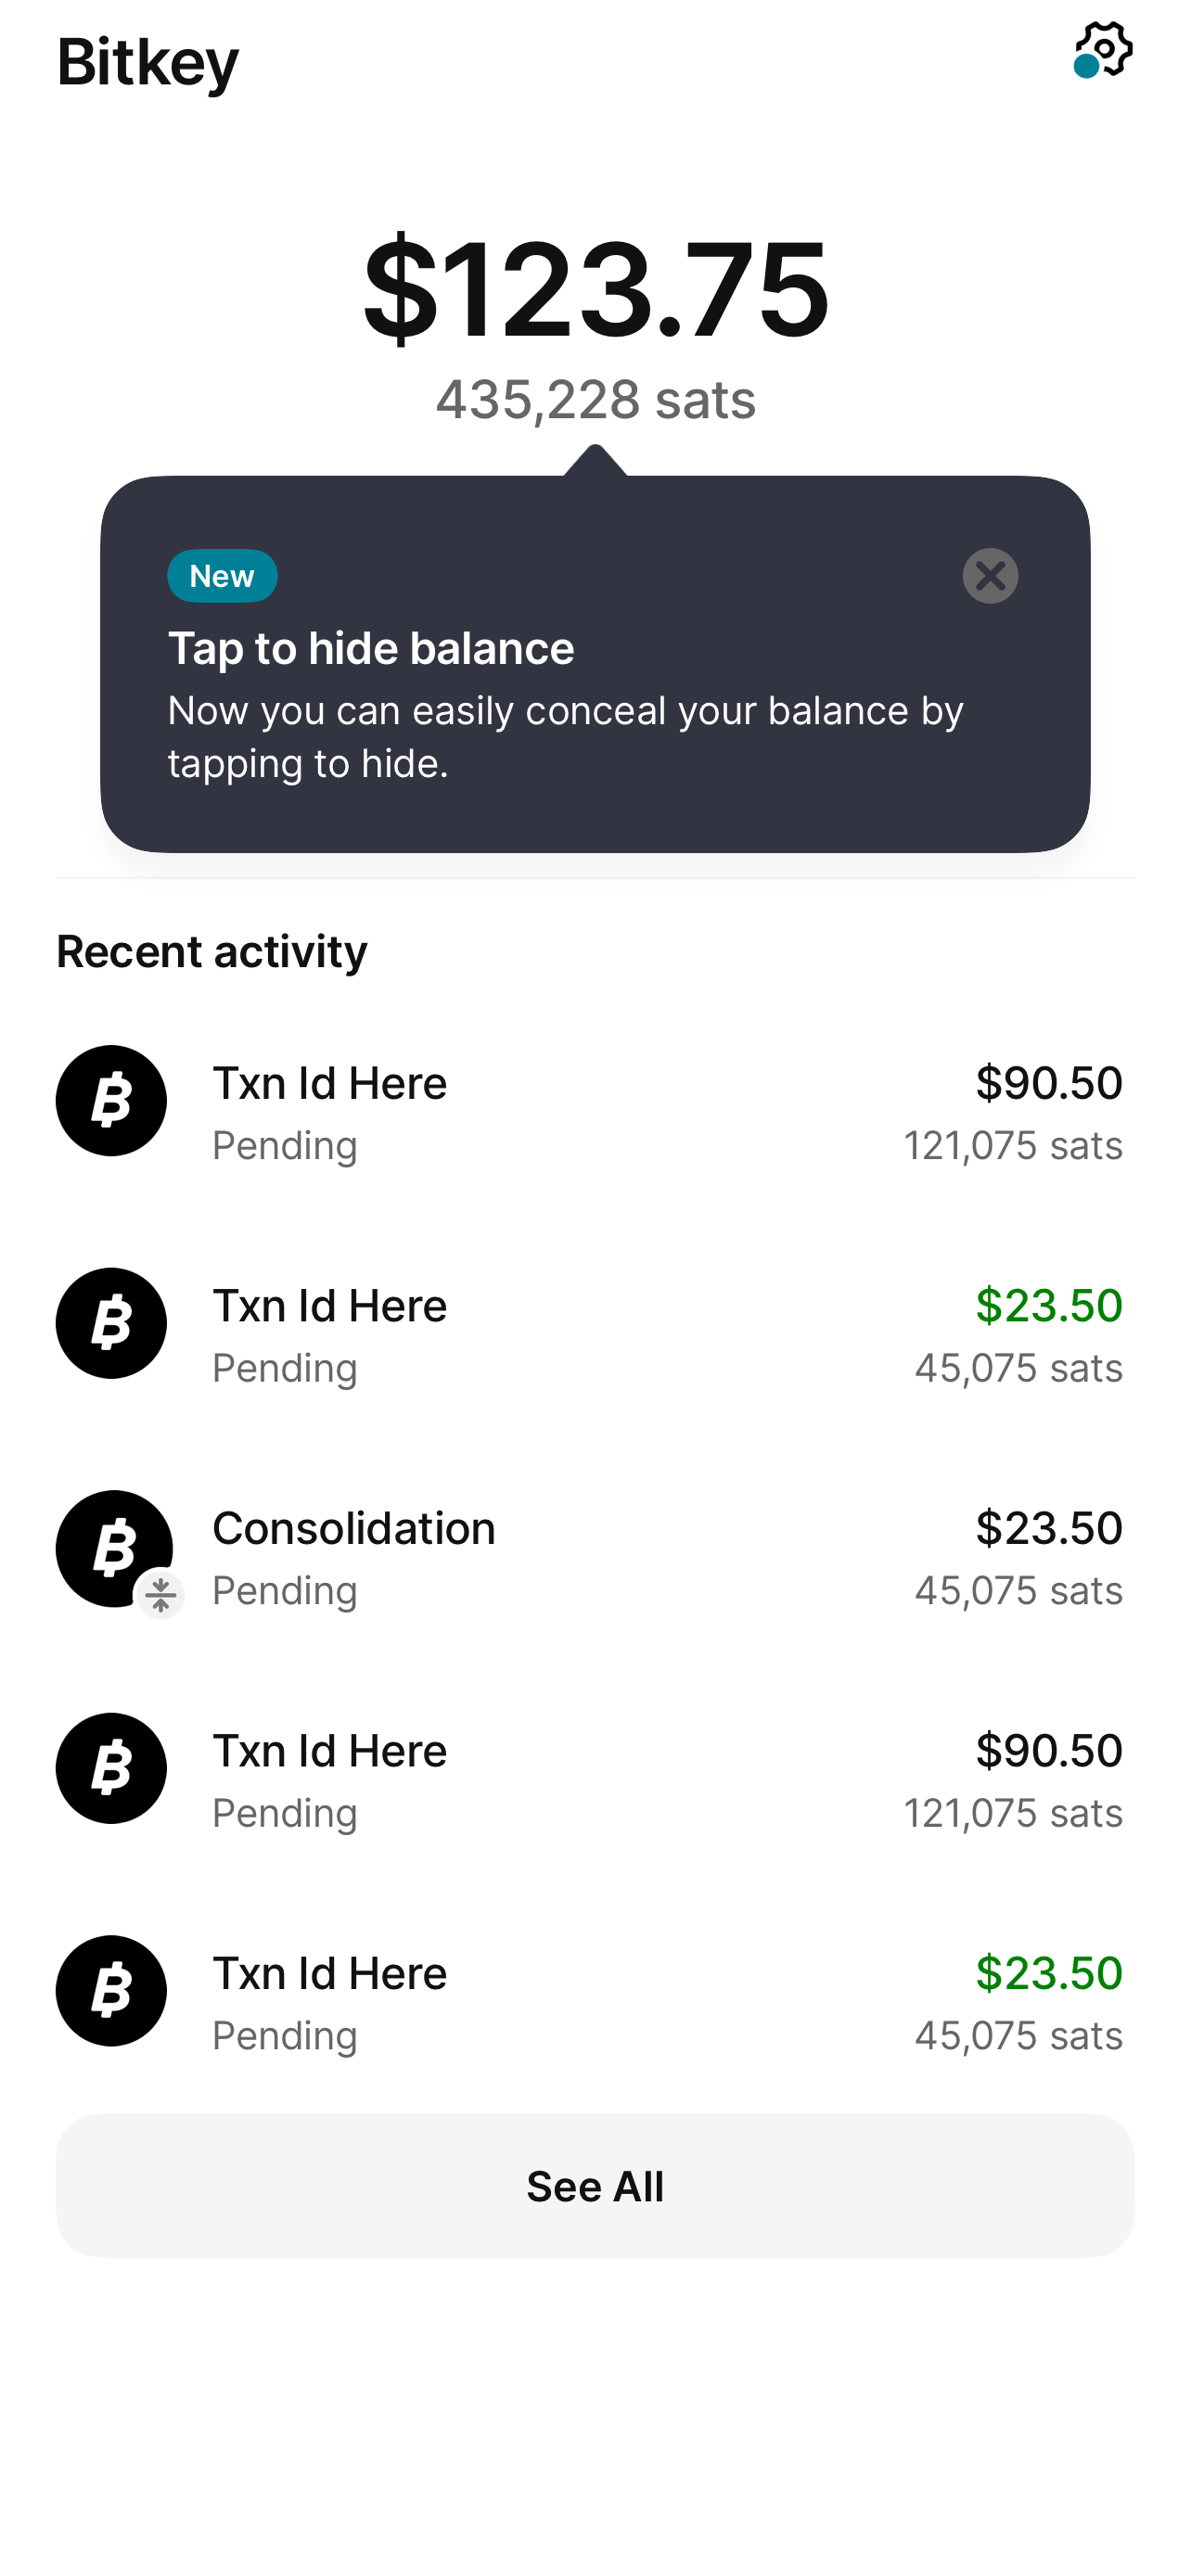 Bitkey
$123.75
435,228 sats
New
Tap to hide balance
Now you can easily conceal your balance by
tapping to hide.
Recent activity
Txn Id Here
$90.50
Pending
121,075 sats
Txn Id Here
$23.50
Pending
45,075 sats
Consolidation
$23.50
Pending
45,075 sats
Txn Id Here
$90.50
Pending
121,075 sats
Txn Id Here
$23.50
Pending
45,075 sats
See All